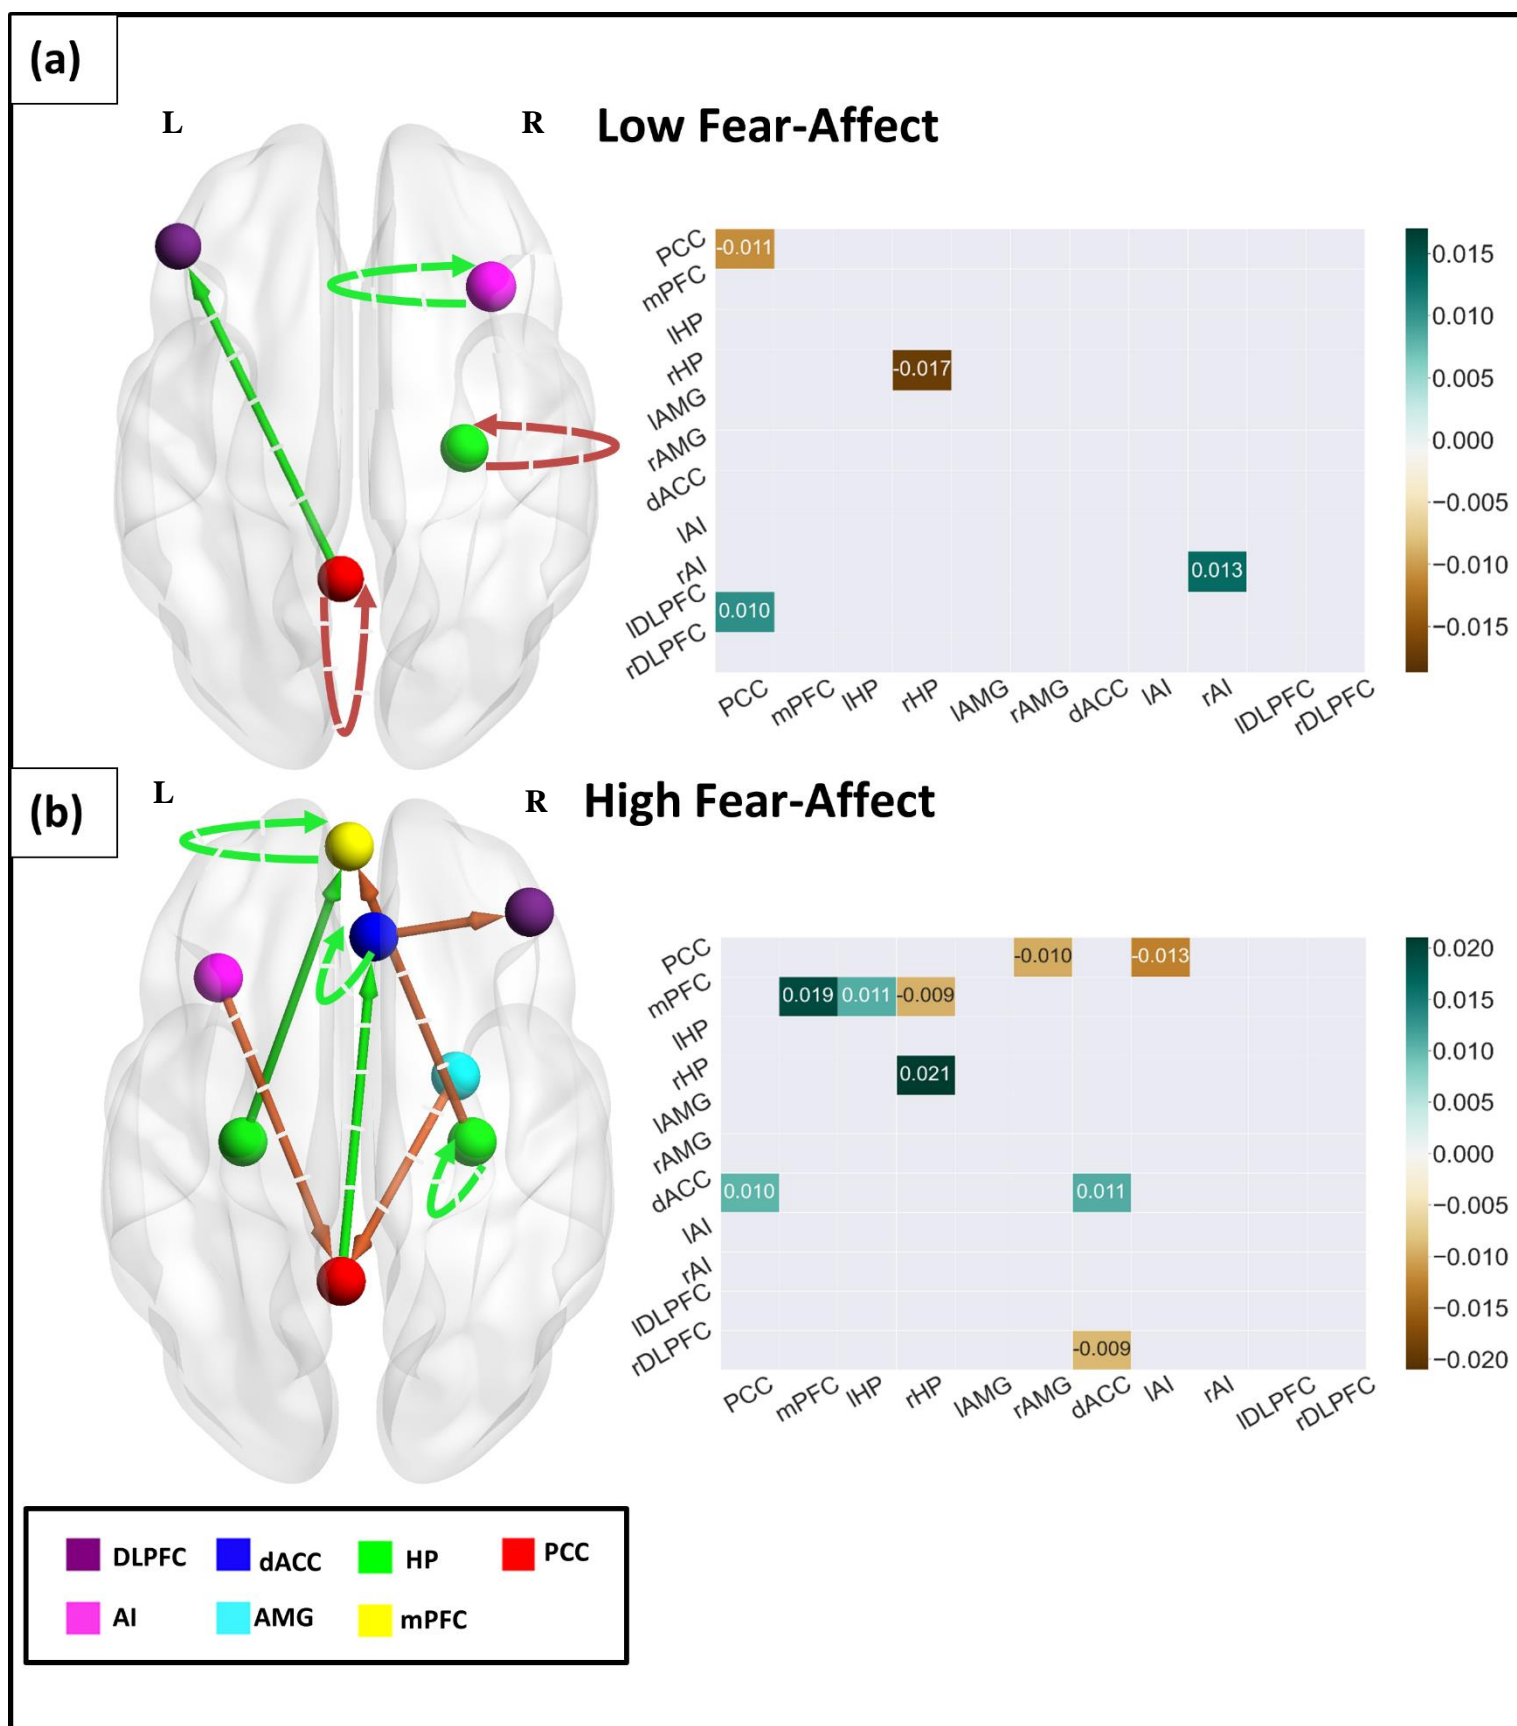 (a)
L
R
Low Fear-Affect
PCC
mPFC
lHP
rHP
lAMG
rAMG
dACC
lAI
rAI
lDLPFC
rDLPFC
-0.011
-0.017
0.013
0.010
PCC mPFC lHP rHP lAMG rAMG dACC lAI rAI lDLPFC rDLPFC
0.015
0.010
0.005
0.000
−0.005
−0.010
−0.015
(b)
L
R
High Fear-Affect
PCC
mPFC
lHP
rHP
lAMG
rAMG
dACC
lAI
rAI
lDLPFC
rDLPFC
-0.010 -0.013
0.019 0.011 -0.009
0.021
0.010 0.011
-0.009
PCC mPFC lHP rHP lAMG rAMG dACC lAI rAI lDLPFC rDLPFC
0.020
0.015
0.010
0.005
0.000
−0.005
−0.010
−0.015
−0.020
DLPFC dACC HP PCC
AI AMG mPFC